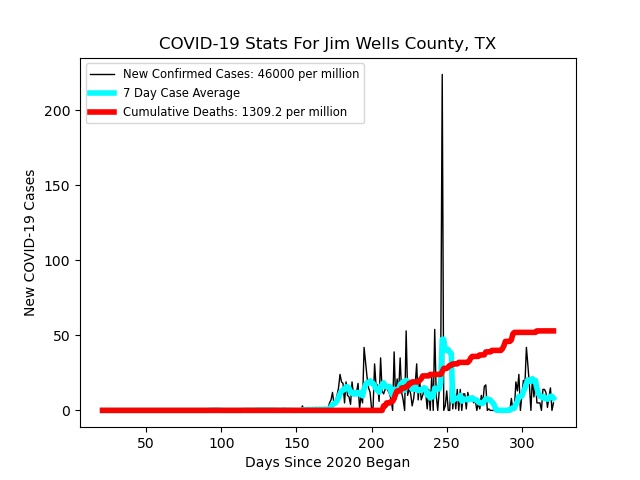 COVID-19 Stats For Jim Wells County, TX
New Confirmed Cases: 46000 per million
7 Day Case Average
Cumulative Deaths: 1309.2 per million
New COVID-19 Cases
200
150
100
50
0
50 100 150 200 250 300
Days Since 2020 Began